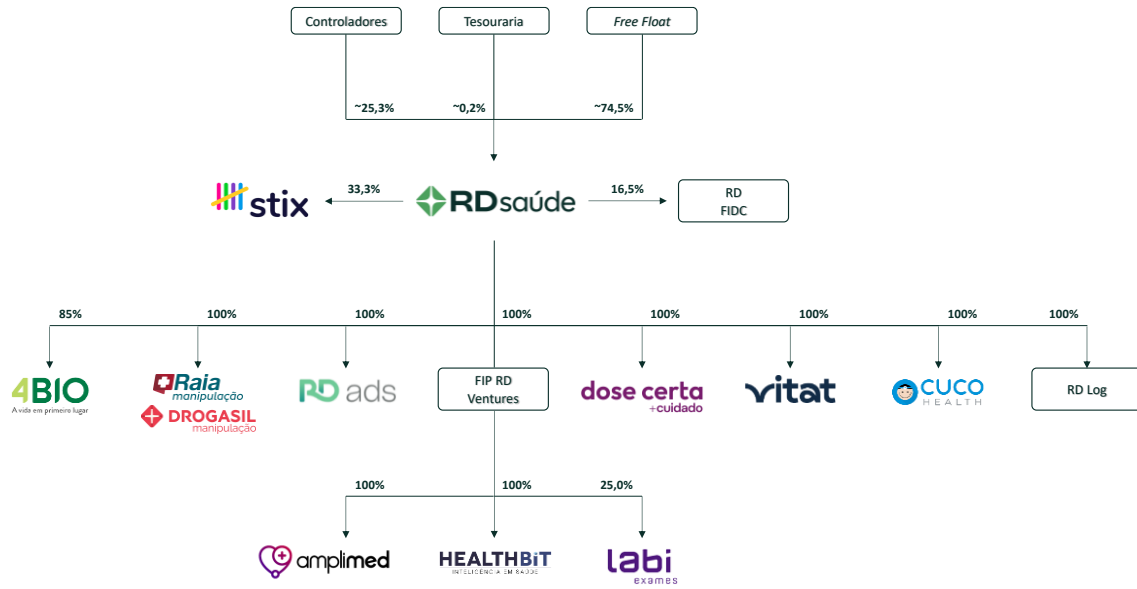 Controladores
Tesouraria
Free Float
~25,3%
~0,2%
~74,5%
stix
33,3%
RDsaúde
16,5%
RD
FIDC
85%
100%
100%
100%
100%
100%
100%
100%
4BIO
A vida em primeiro lugar
Raia
manipulação
DROGASIL
manipulação
RD ads
FIP RD
Ventures
dose certa
+cuidado
vitat
CUCO
HEALTH
RD Log
100%
100%
25,0%
amplimed
HEALTHBiT
INTELIGÊNCIA EM SAÚDE
labi
exames